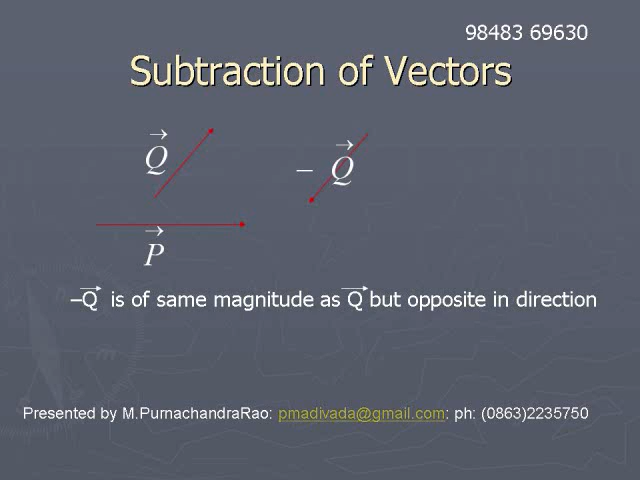 98483 69630
Subtraction of Vectors
Q
– Q
P
–Q is of same magnitude as Q but opposite in direction
Presented by M.PurnachandraRao: pmadivada@gmail.com: ph: (0863)2235750